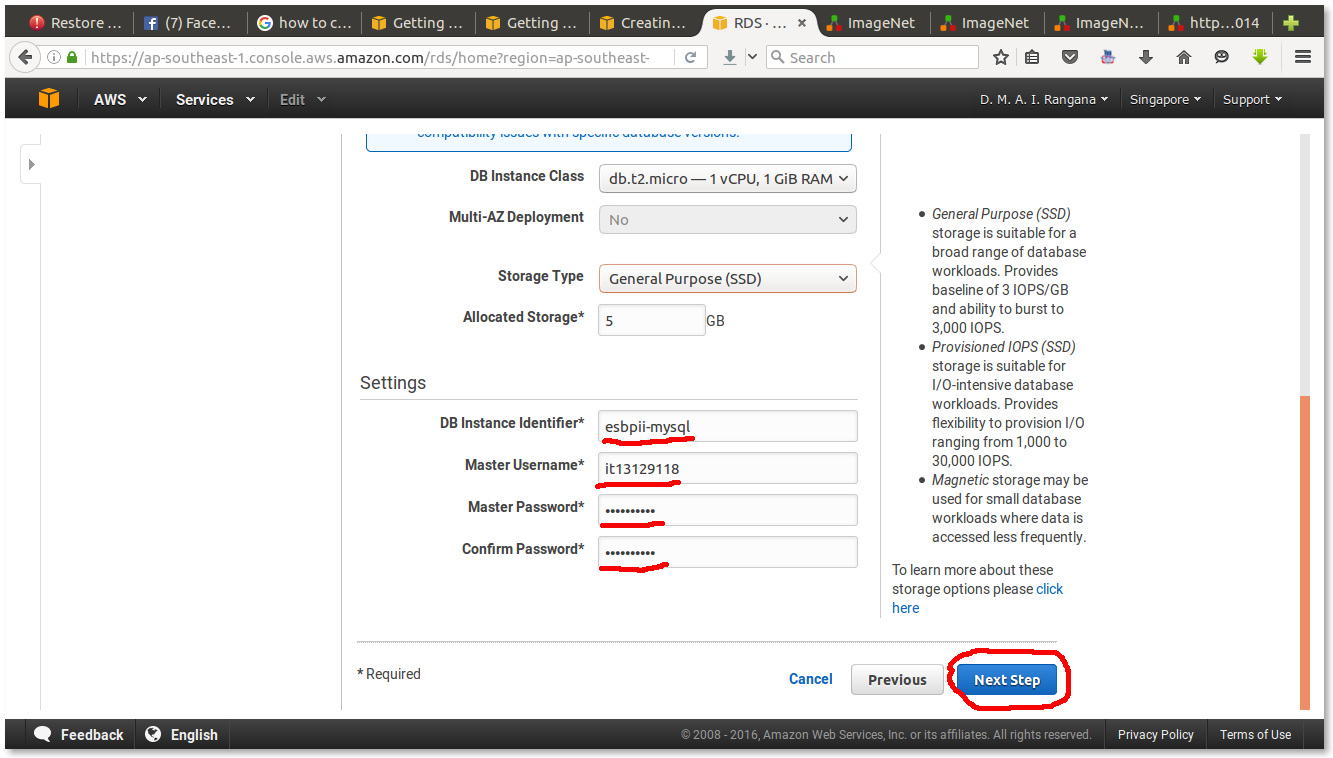 Restore ...
(7) Face...
how to c...
Getting ...
Getting ...
Creatin...
RDS · ...
ImageNet
ImageNet
ImageN...
http...014
https://ap-southeast-1.console.aws.amazon.com/rds/home?region=ap-southeast-
Search
AWS
Services
Edit
D. M. A. I. Rangana
Singapore
Support
compatibility issues with specific database versions.
DB Instance Class
db.t2.micro — 1 vCPU, 1 GiB RAM
Multi-AZ Deployment
No
Storage Type
General Purpose (SSD)
Allocated Storage*
5
GB
Settings
DB Instance Identifier*
esbpii-mysql
Master Username*
it13129118
Master Password*
••••••••••
Confirm Password*
••••••••••
General Purpose (SSD)
storage is suitable for a
broad range of database
workloads. Provides
baseline of 3 IOPS/GB
and ability to burst to
3,000 IOPS.
Provisioned IOPS (SSD)
storage is suitable for
I/O-intensive database
workloads. Provides
flexibility to provision I/O
ranging from 1,000 to
30,000 IOPS.
Magnetic storage may be
used for small database
workloads where data is
accessed less frequently.
To learn more about these
storage options please click
here
* Required
Cancel
Previous
Next Step
Feedback
English
© 2008 - 2016, Amazon Web Services, Inc. or its affiliates. All rights reserved.
Privacy Policy
Terms of Use